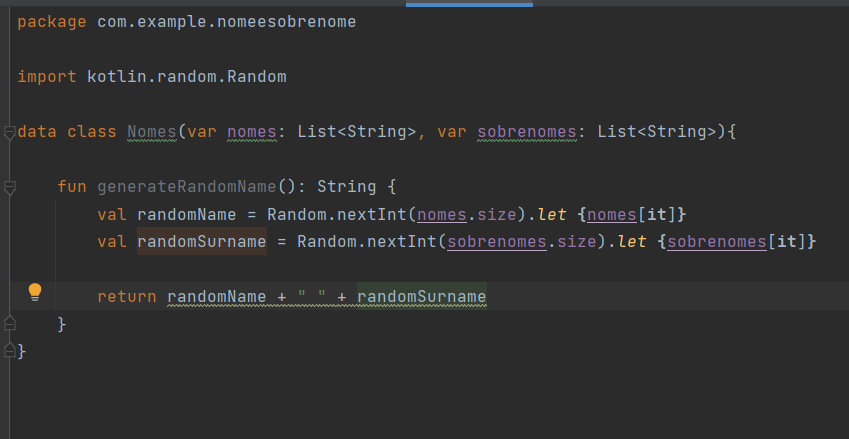 package com.example.nomeesobrenome
import kotlin.random.Random
data class Nomes(var nomes: List<String>, var sobrenomes: List<String>){
fun generateRandomName(): String {
val randomName = Random.nextInt(nomes.size).let {nomes[it]}
val randomSurname = Random.nextInt(sobrenomes.size).let {sobrenomes[it]}
return randomName + " " + randomSurname
}
}